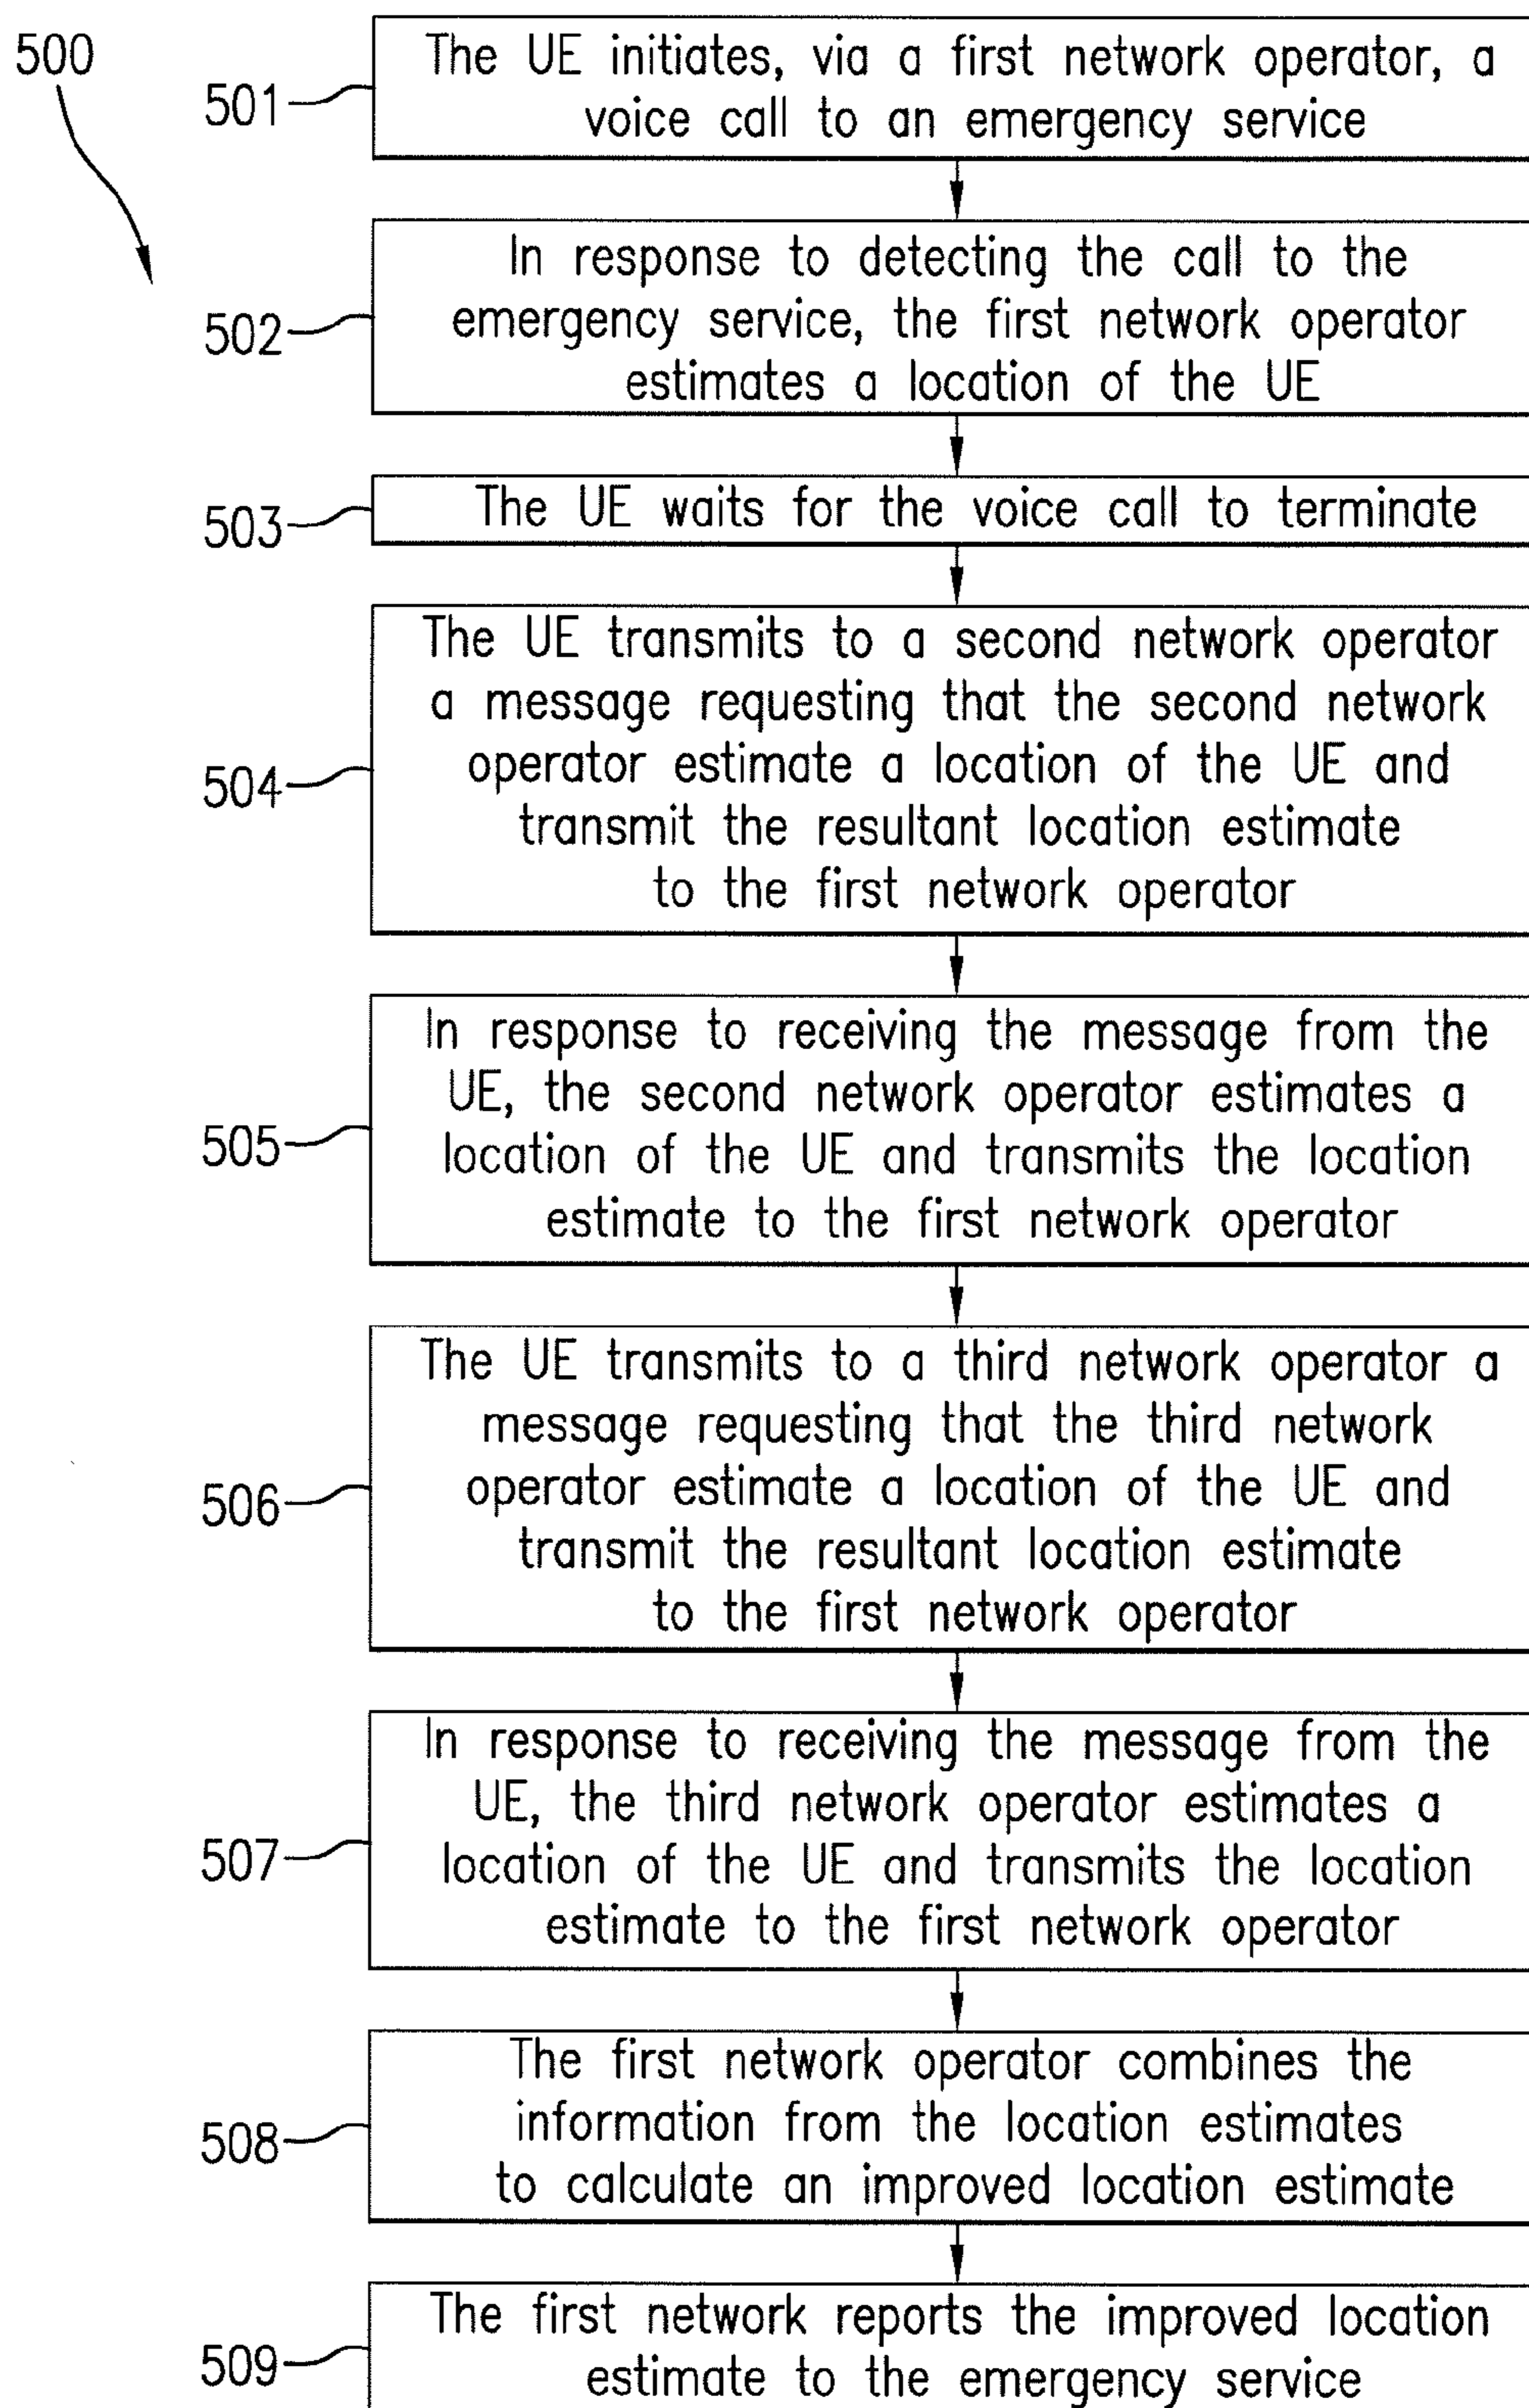 500
501
The UE initiates, via a first network operator, a
voice call to an emergency service
502
In response to detecting the call to the
emergency service, the first network operator
estimates a location of the UE
503
The UE waits for the voice call to terminate
504
The UE transmits to a second network operator
a message requesting that the second network
operator estimate a location of the UE and
transmit the resultant location estimate
to the first network operator
505
In response to receiving the message from the
UE, the second network operator estimates a
location of the UE and transmits the location
estimate to the first network operator
506
The UE transmits to a third network operator a
message requesting that the third network
operator estimate a location of the UE and
transmit the resultant location estimate
to the first network operator
507
In response to receiving the message from the
UE, the third network operator estimates a
location of the UE and transmits the location
estimate to the first network operator
508
The first network operator combines the
information from the location estimates
to calculate an improved location estimate
509
The first network reports the improved location
estimate to the emergency service